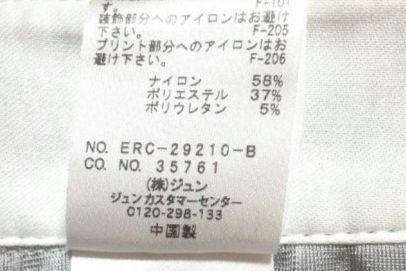 す。 F-101
装飾部分へのアイロンはお避け
下さい。 F-205
プリント部分へのアイロンはお
避け下さい。 F-206
ナイロン 58%
ポリエステル 37%
ポリウレタン 5%
NO. ERC-29210-B
CO. NO. 35761
(株)ジュン
ジュンカスタマーセンター
0120-298-133
中国製